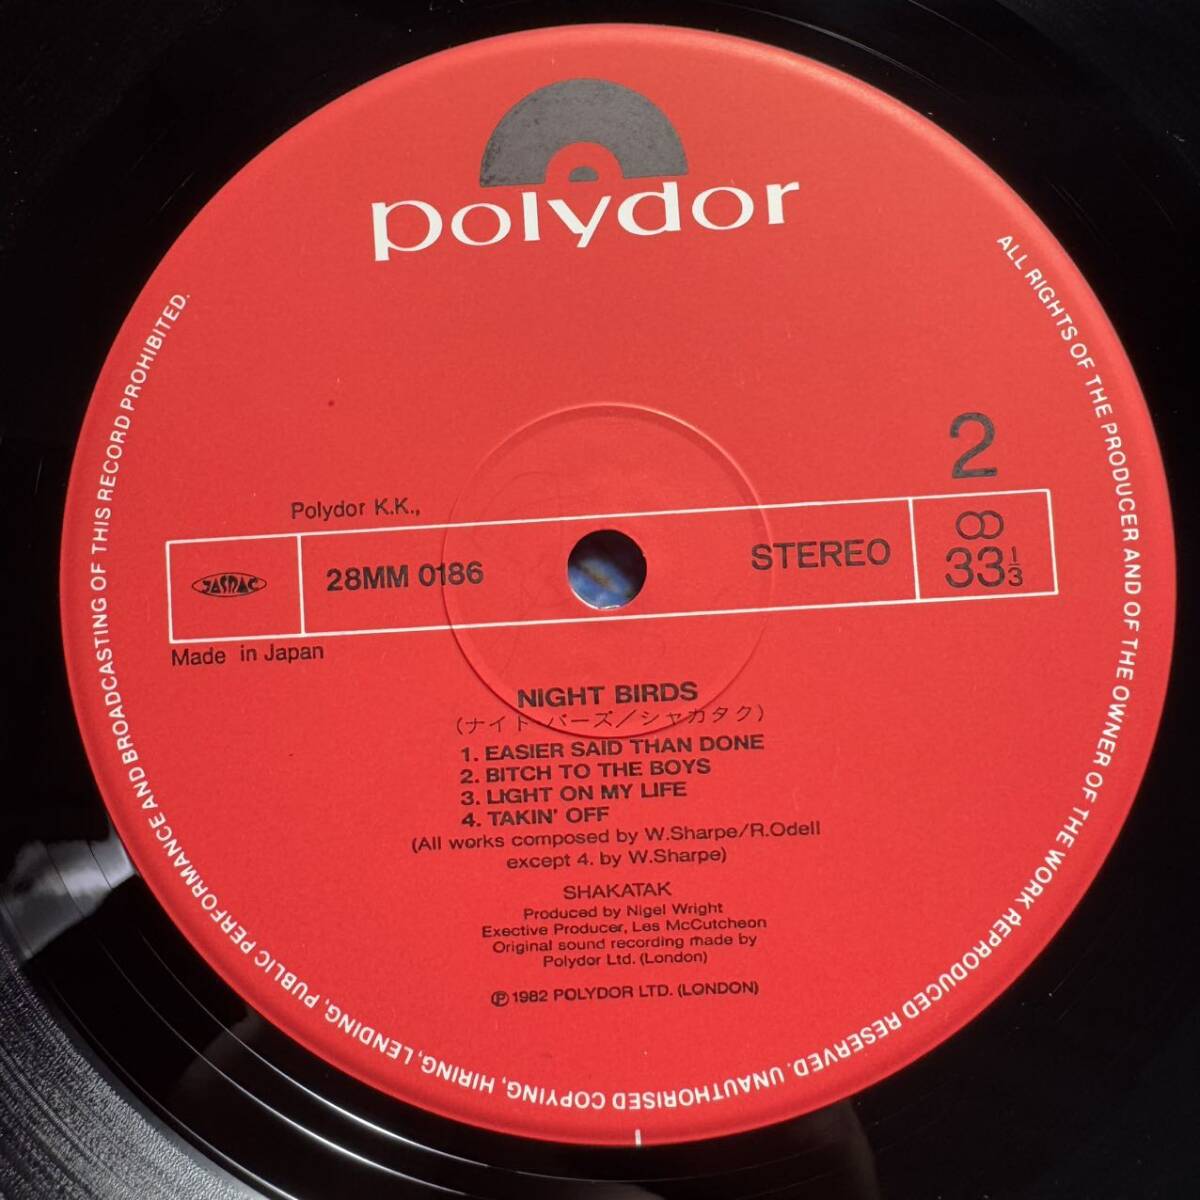 polydor
2
Polydor K.K.,
JASRAC
28MM 0186
STEREO
33 1/3
Made in Japan
NIGHT BIRDS
(ナイト・バーズ/シャカタク)
1. EASIER SAID THAN DONE
2. BITCH TO THE BOYS
3. LIGHT ON MY LIFE
4. TAKIN' OFF
(All works composed by W.Sharpe/R.Odell
except 4. by W.Sharpe)
SHAKATAK
Produced by Nigel Wright
Exective Producer, Les McCutcheon
Original sound recording made by
Polydor Ltd. (London)
Ⓟ1982 POLYDOR LTD. (LONDON)
ALL RIGHTS OF THE PRODUCER AND OF THE OWNER OF THE WORK REPRODUCED RESERVED. UNAUTHORISED COPYING, HIRING, LENDING, PUBLIC PERFORMANCE AND BROADCASTING OF THIS RECORD PROHIBITED.